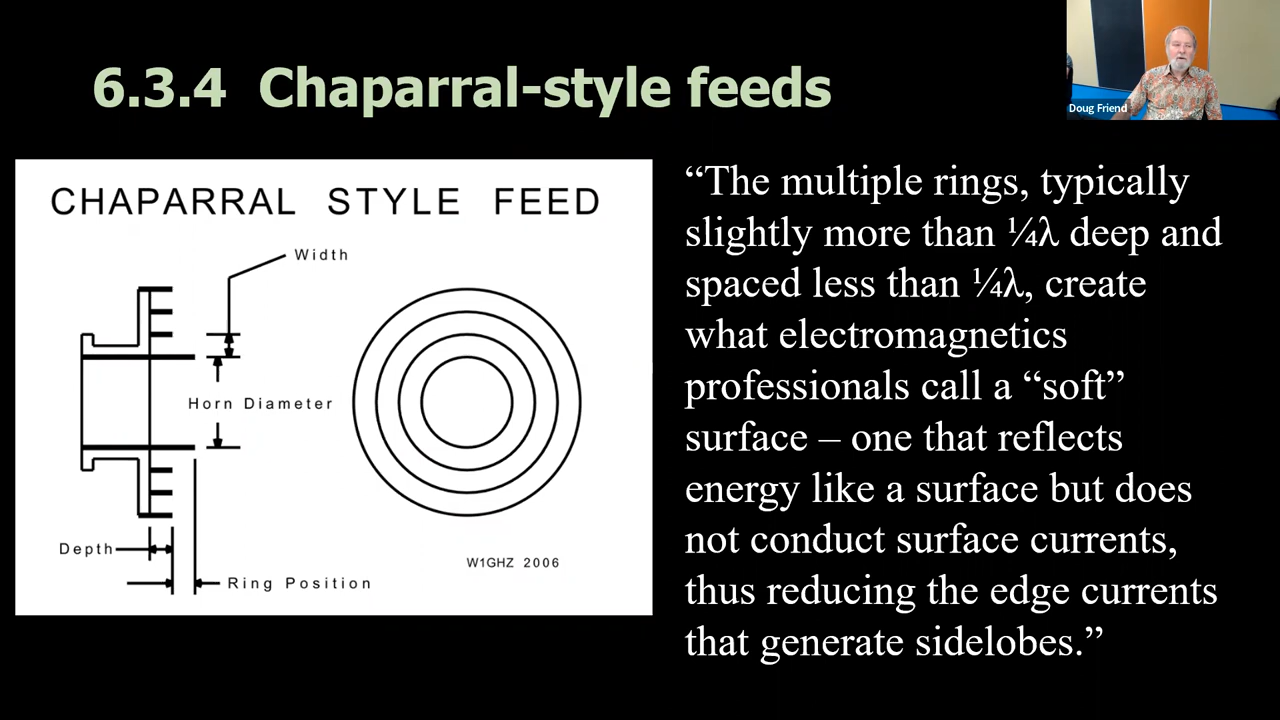 6.3.4 Chaparral-style feeds
Doug Friend
CHAPARRAL STYLE FEED
Width
Horn Diameter
Depth
Ring Position
W1GHZ 2006
“The multiple rings, typically
slightly more than ¼λ deep and
spaced less than ¼λ, create
what electromagnetics
professionals call a “soft”
surface – one that reflects
energy like a surface but does
not conduct surface currents,
thus reducing the edge currents
that generate sidelobes.”